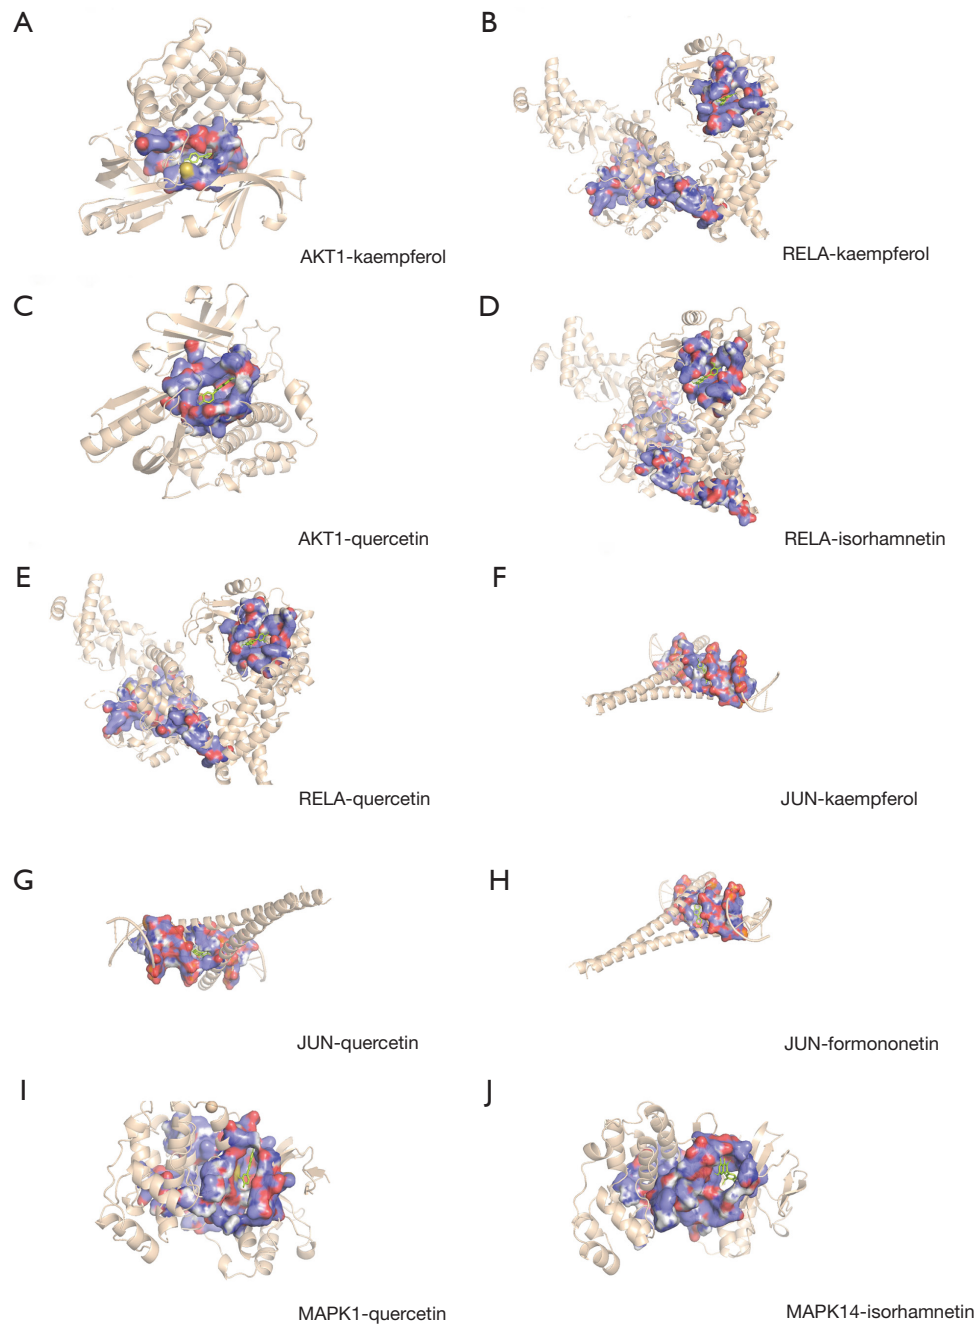 A
B
AKT1-kaempferol
RELA-kaempferol
C
D
AKT1-quercetin
RELA-isorhamnetin
E
F
RELA-quercetin
JUN-kaempferol
G
H
JUN-quercetin
JUN-formononetin
I
J
MAPK1-quercetin
MAPK14-isorhamnetin